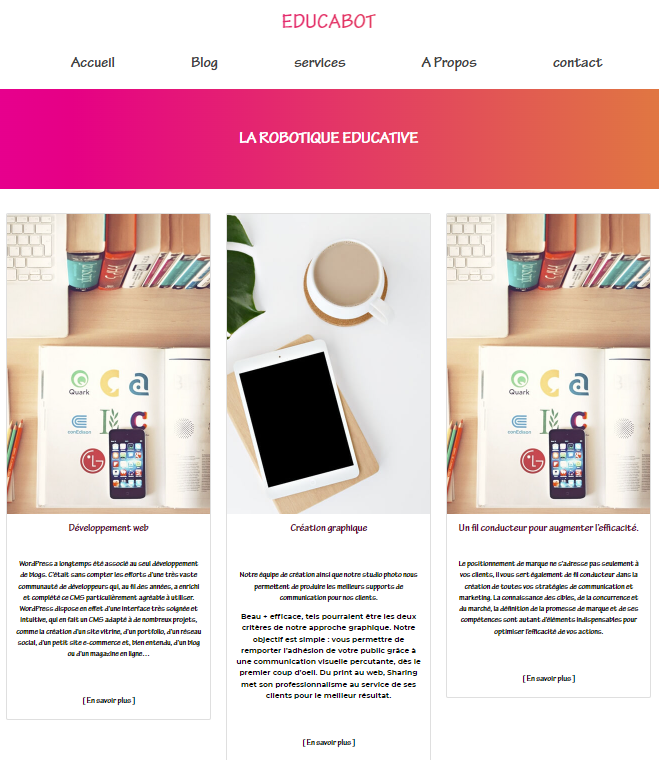 EDUCABOT
Accueil
Blog
services
A Propos
contact
LA ROBOTIQUE EDUCATIVE
Quark
Développement web
WordPress a longtemps été associé au seul développement
de blogs. C'était sans compter les efforts d'une très vaste
communauté de développeurs qui, au fil des années, a enrichi
et complété ce CMS particulièrement agréable à utiliser.
WordPress dispose en effet d'une interface très soignée et
intuitive, qui en fait un CMS adapté à de nombreux projets,
comme la création d'un site vitrine, d'un portfolio, d'un réseau
social, d'un petit site e-commerce et, bien entendu, d'un blog
ou d'un magazine en ligne...
[ En savoir plus ]
Création graphique
Notre équipe de création ainsi que notre studio photo nous
permettent de produire les meilleurs supports de
communication pour nos clients.
Beau + efficace, tels pourraient être les deux
critères de notre approche graphique. Notre
objectif est simple : vous permettre de
remporter l'adhésion de votre public grâce à
une communication visuelle percutante, dès le
premier coup d'oeil. Du print au web, Sharing
met son professionnalisme au service de ses
clients pour le meilleur résultat.
[ En savoir plus ]
Quark
Un fil conducteur pour augmenter l'efficacité.
Le positionnement de marque ne s'adresse pas seulement à
vos clients, il vous sert également de fil conducteur dans la
création de toutes vos stratégies de communication et
marketing. La connaissance des cibles, de la concurrence et
du marché, la définition de la promesse de marque et de ses
compétences sont autant d'éléments indispensables pour
optimiser l'efficacité de vos actions.
[ En savoir plus ]